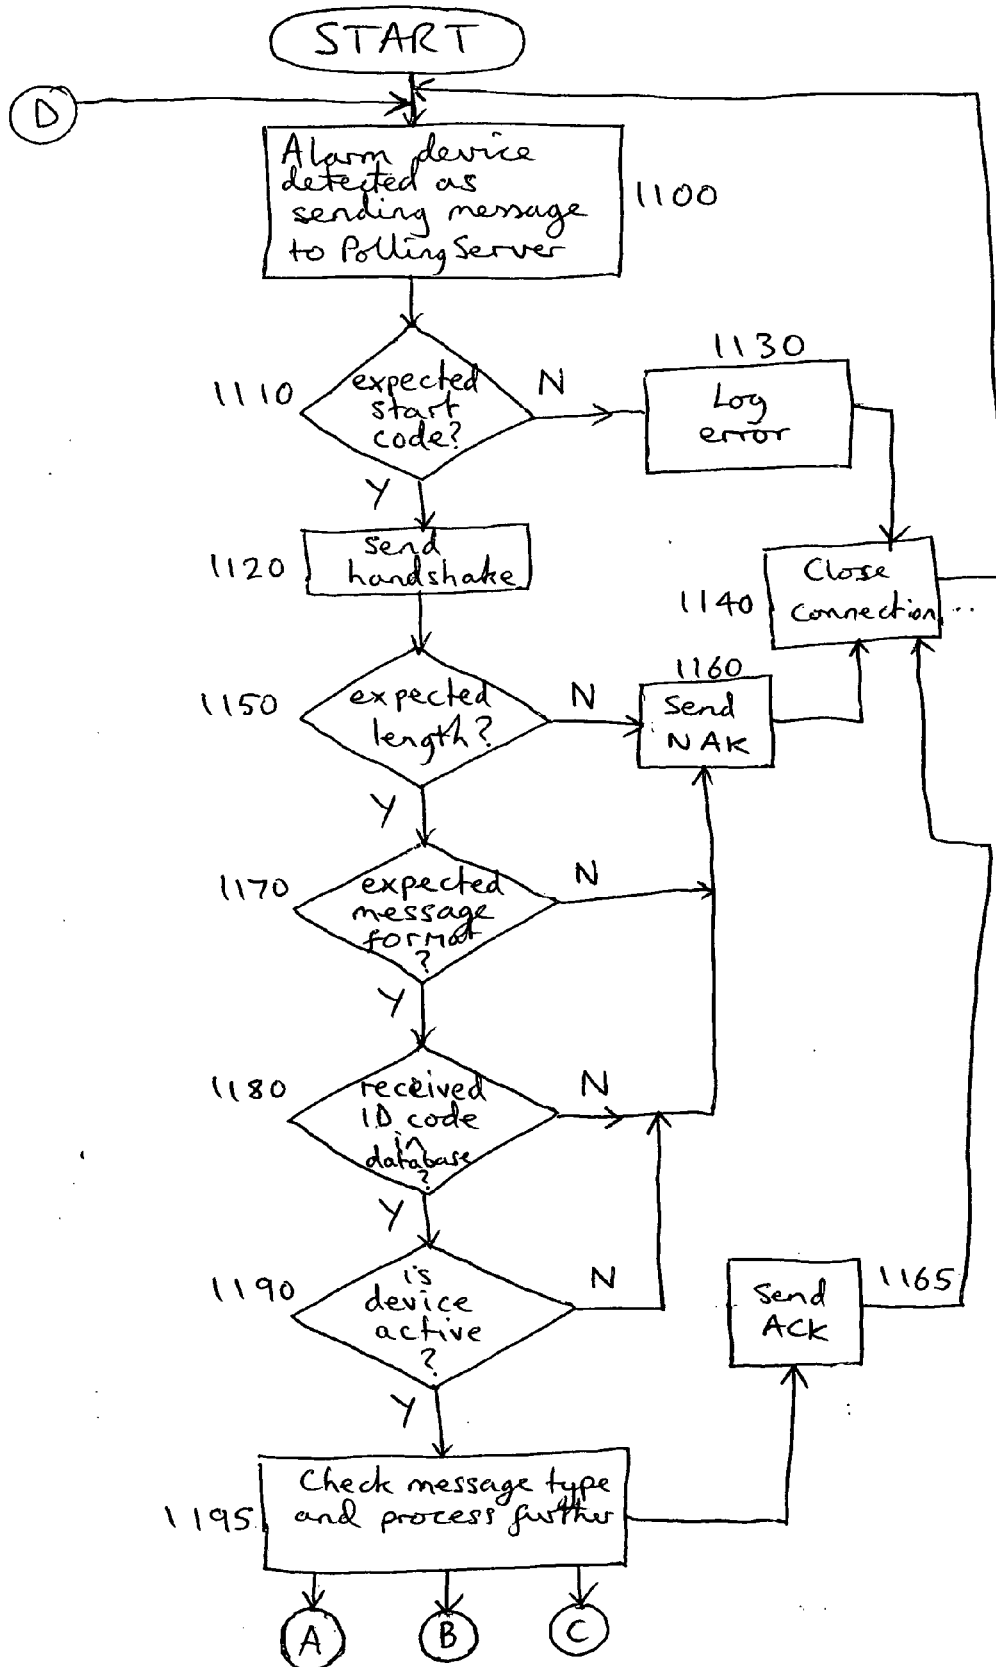 START
D
Alarm device
detected as
sending message
to Polling Server
1100
1110
expected
start
code?
N
1130
Log
error
Y
1120
Send
handshake
1140
Close
Connection
1150
expected
length?
N
1160
Send
NAK
Y
1170
expected
message
format
?
N
Y
1180
received
ID code
in
database
?
N
Y
1190
is
device
active
?
N
Send
ACK
1165
Y
1195
Check message type
and process further
A
B
C